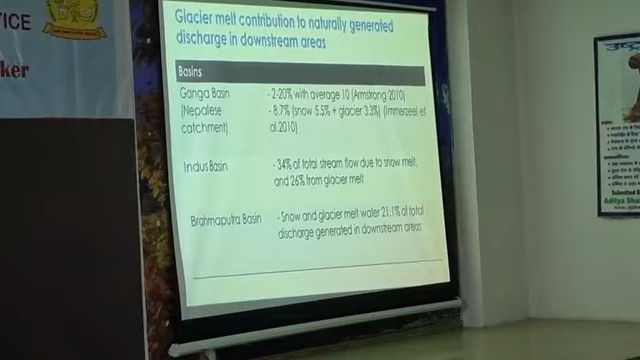 TICE
ker
Glacier melt contribution to naturally generated
discharge in downstream areas
Basins
Ganga Basin - 2-20% with average 10 (Armstrong 2010)
(Nepalese - 8.7% (snow 5.5% + glacier 3.3%) (Immerzeel et
catchment) al 2010)
Indus Basin - 34% of total stream flow due to snow melt,
and 26% from glacier melt
Brahmaputra Basin - Snow and glacier melt water 21.1% of total
discharge generated in downstream areas
Submitted B
Aditya Sha